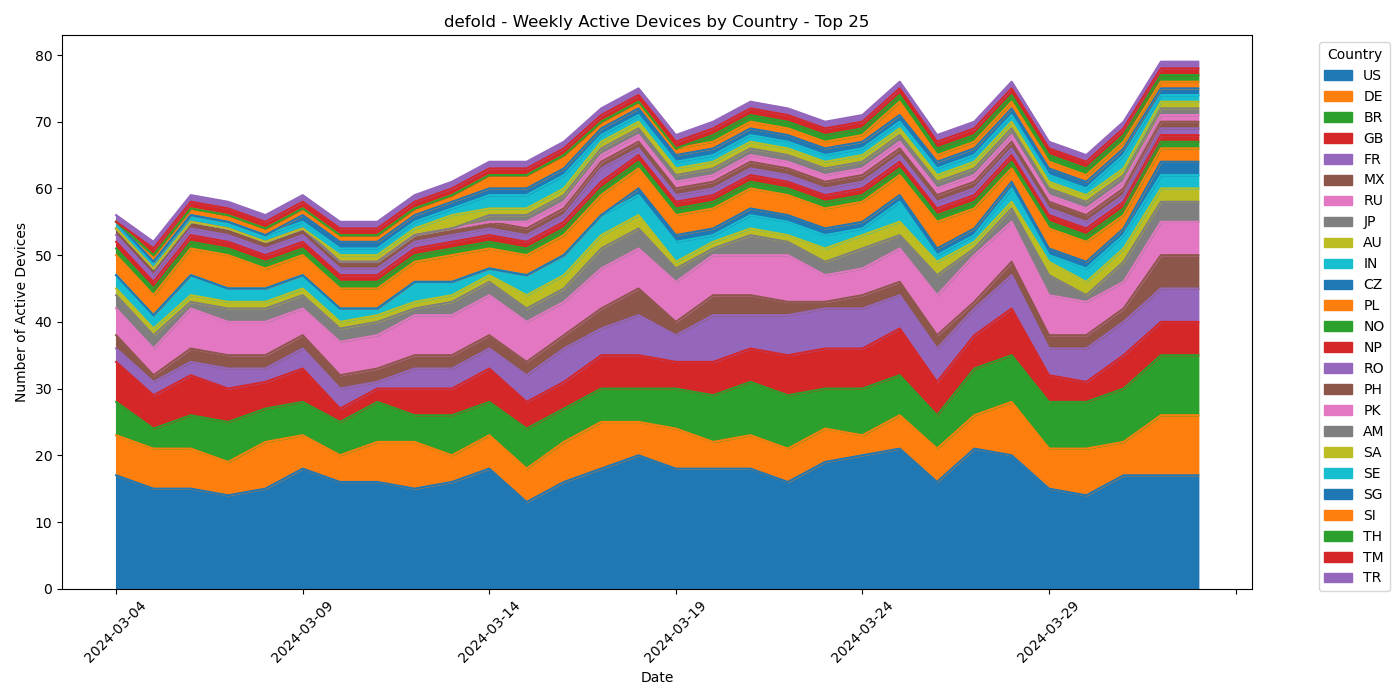 defold - Weekly Active Devices by Country - Top 25
Number of Active Devices
80
70
60
50
40
30
20
10
0
2024-03-04
2024-03-09
2024-03-14
2024-03-19
2024-03-24
2024-03-29
Date
Country
US
DE
BR
GB
FR
MX
RU
JP
AU
IN
CZ
PL
NO
NP
RO
PH
PK
AM
SA
SE
SG
SI
TH
TM
TR